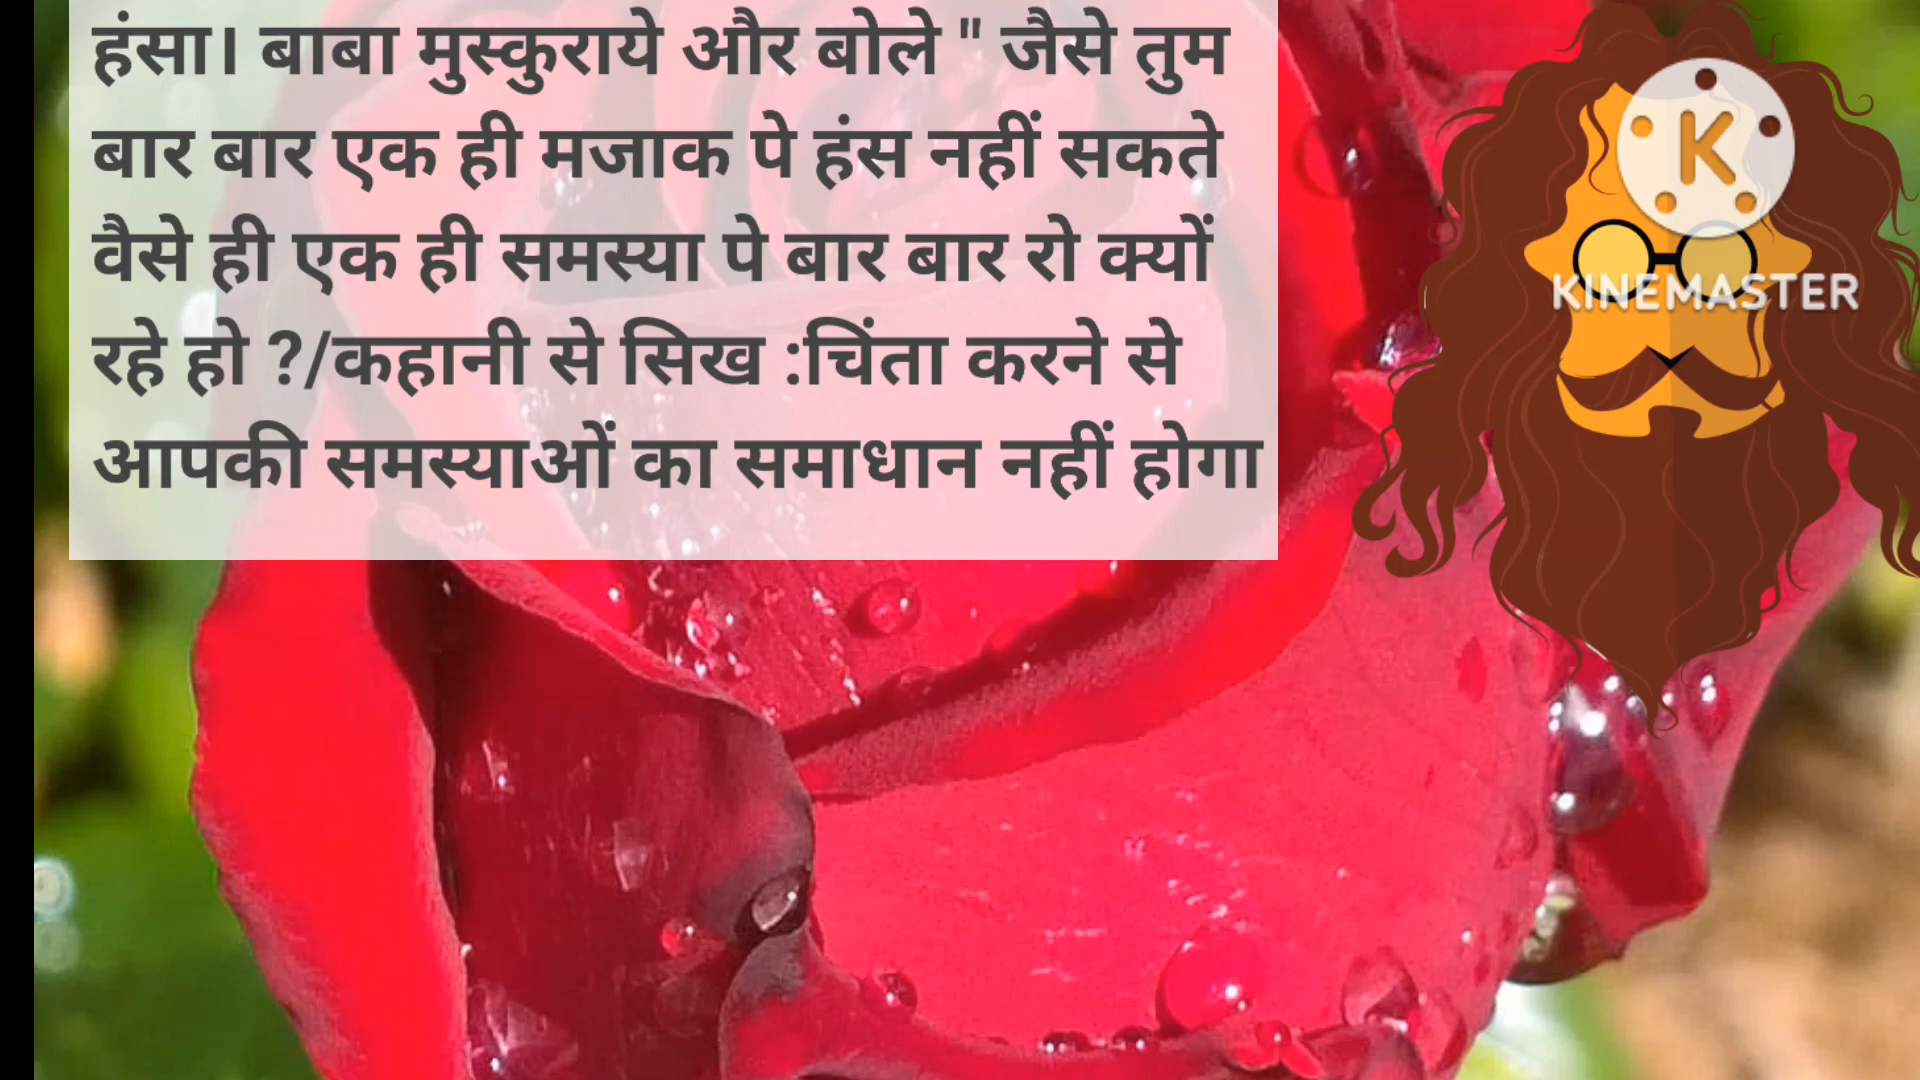 हंसा। बाबा मुस्कुराये और बोले " जैसे तुम
बार बार एक ही मजाक पे हंस नहीं सकते
वैसे ही एक ही समस्या पे बार बार रो क्यों
रहे हो ?/कहानी से सिख :चिंता करने से
आपकी समस्याओं का समाधान नहीं होगा
K
KINEMASTER